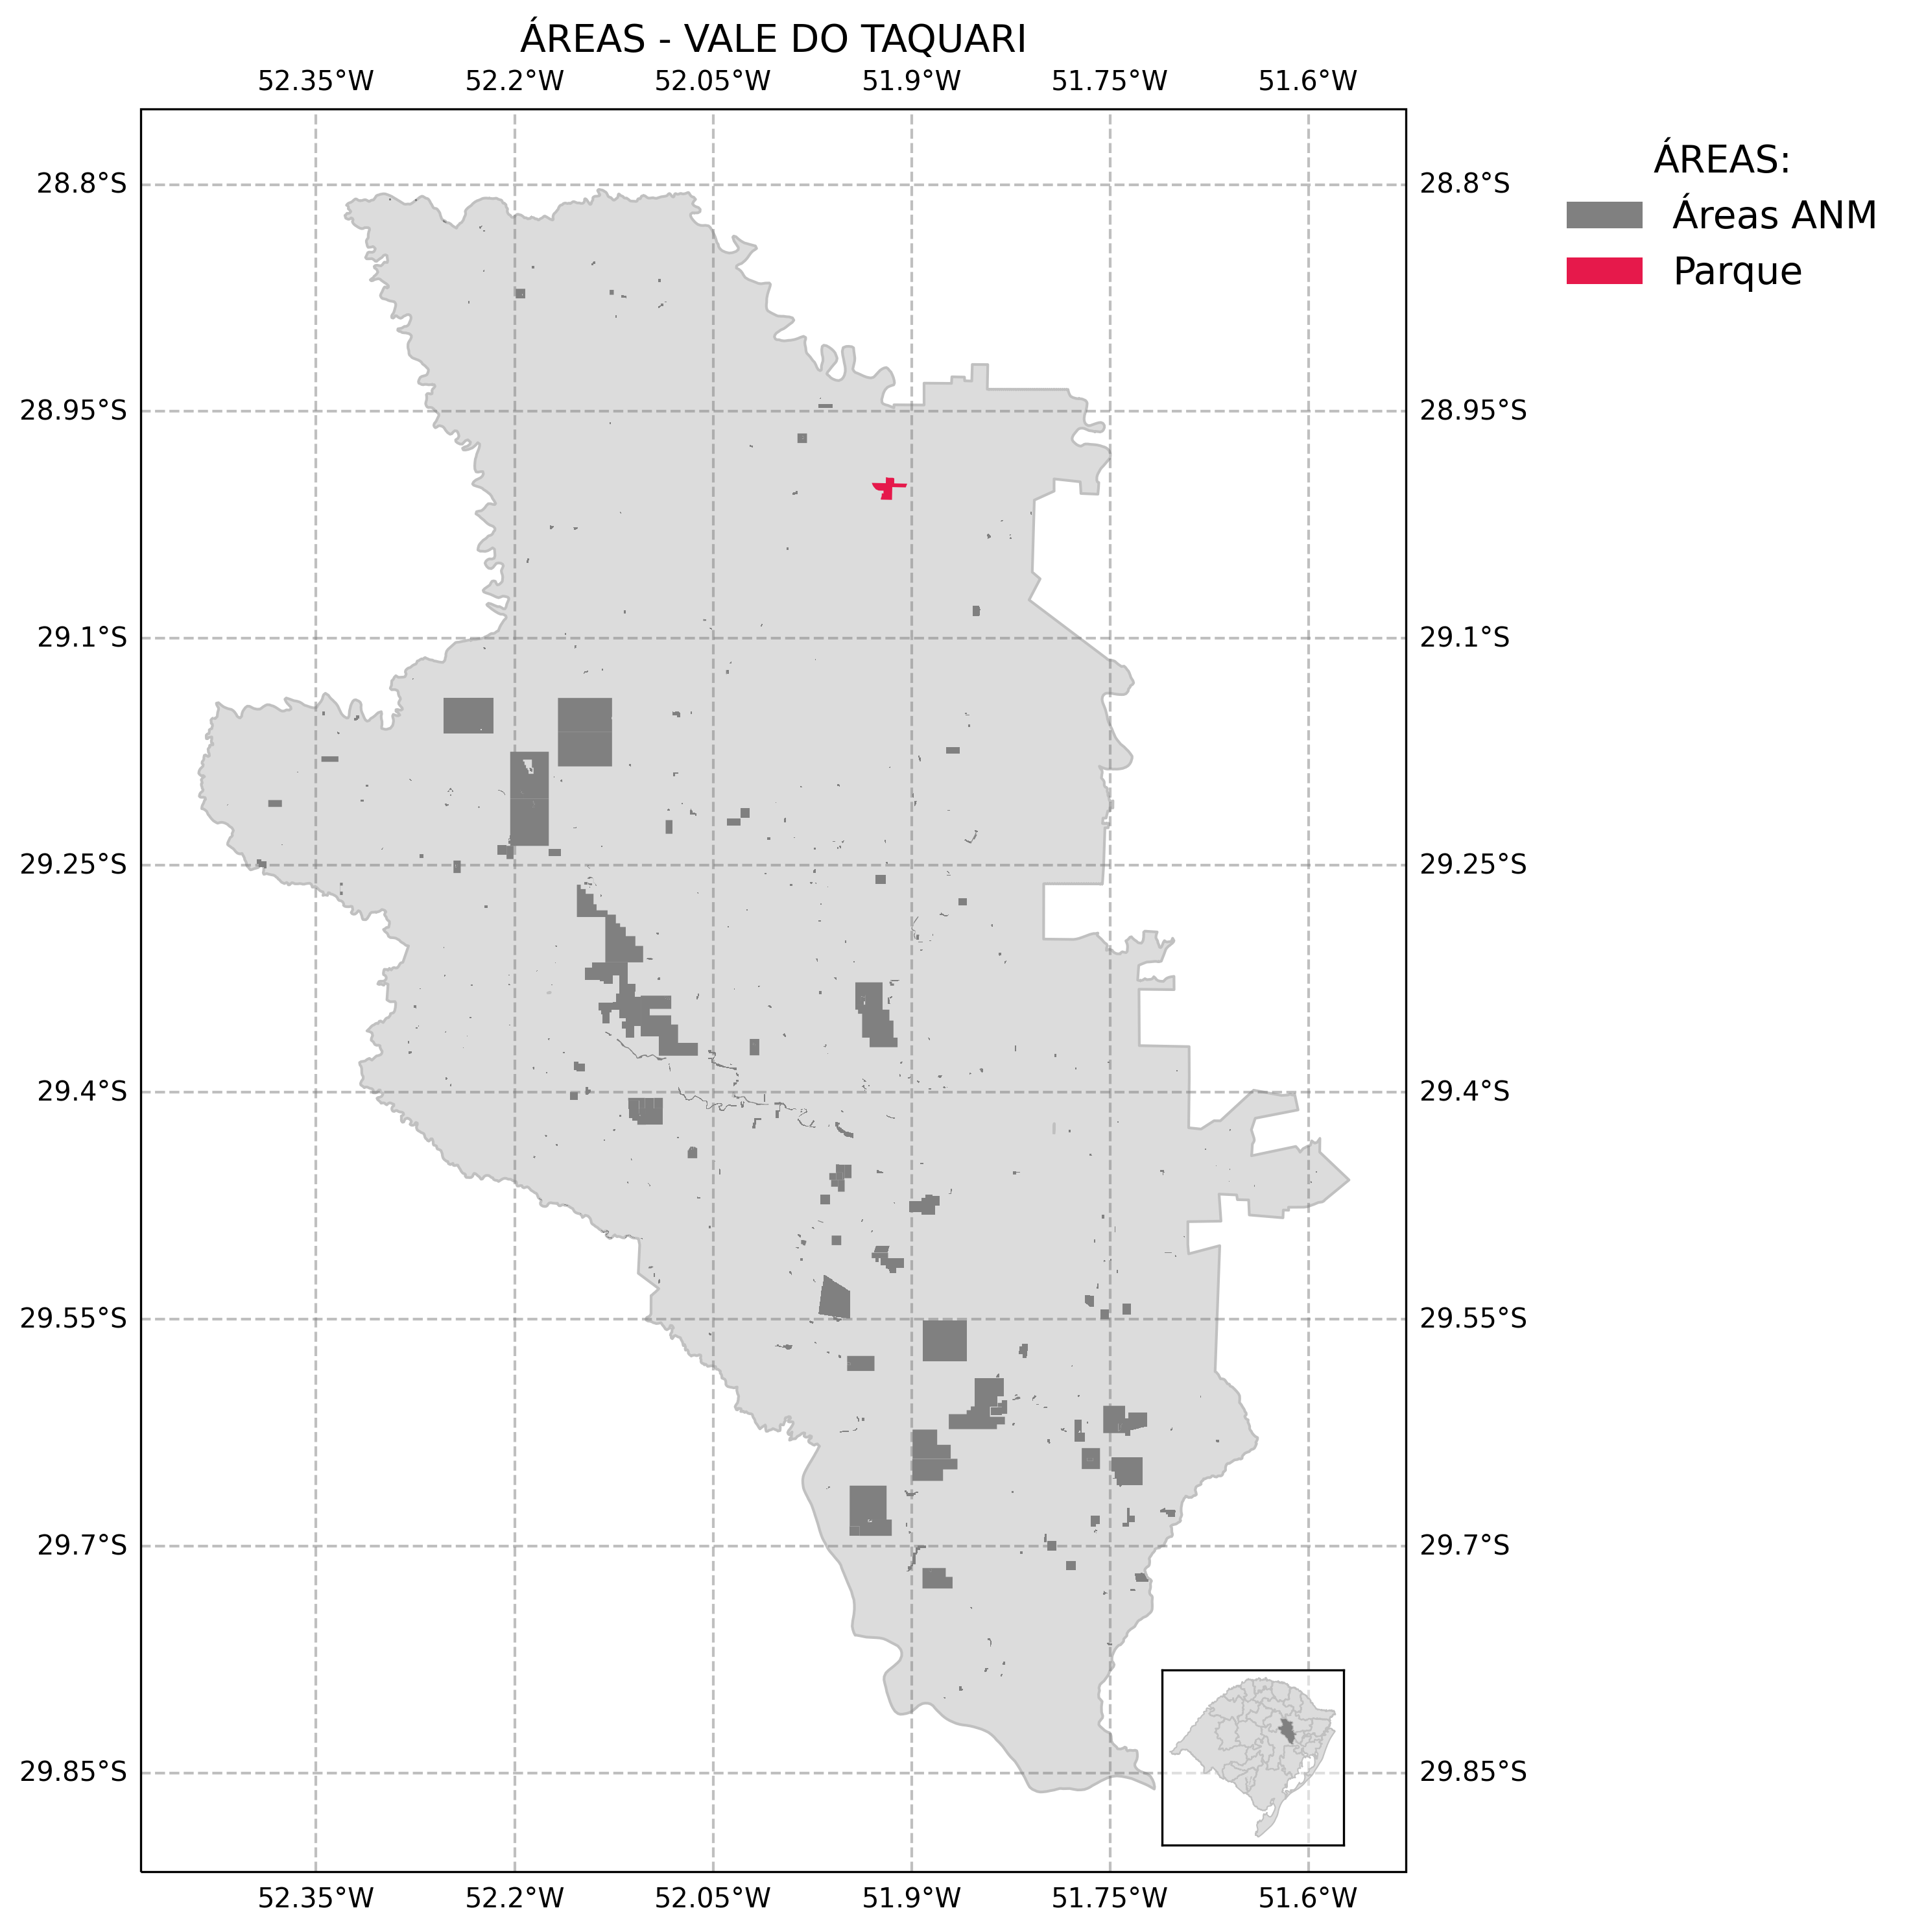 ÁREAS - VALE DO TAQUARI
52.35°W 52.2°W 52.05°W 51.9°W 51.75°W 51.6°W
ÁREAS:
Áreas ANM
Parque
28.8°S 28.8°S
28.95°S 28.95°S
29.1°S 29.1°S
29.25°S 29.25°S
29.4°S 29.4°S
29.55°S 29.55°S
29.7°S 29.7°S
29.85°S 29.85°S
52.35°W 52.2°W 52.05°W 51.9°W 51.75°W 51.6°W